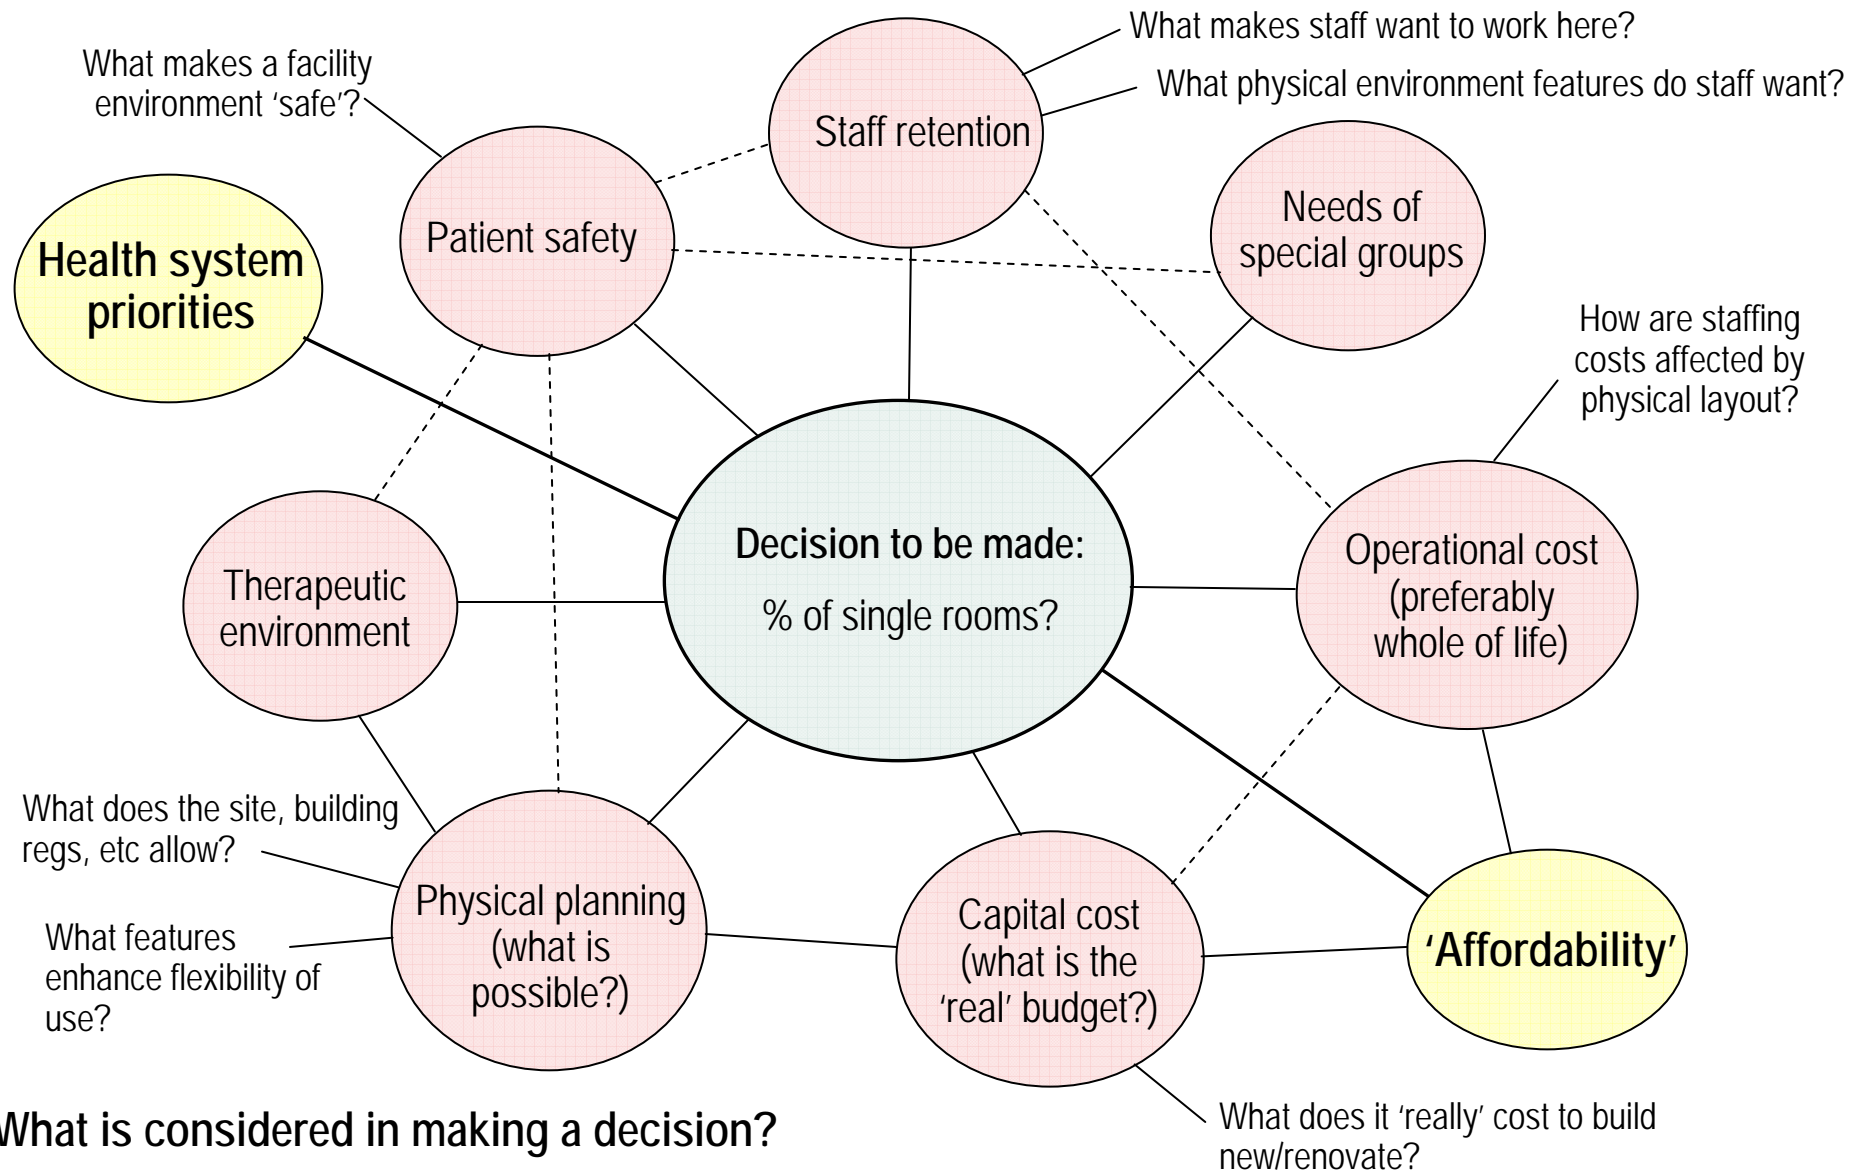 What makes staff want to work here?
What makes a facility
environment ‘safe’?
What physical environment features do staff want?
Staff retention
Patient safety
Needs of
special groups
Health system
priorities
How are staffing
costs affected by
physical layout?
Decision to be made:
% of single rooms?
Operational cost
(preferably
whole of life)
Therapeutic
environment
What does the site, building
regs, etc allow?
Physical planning
(what is
possible?)
Capital cost
(what is the
‘real’ budget?)
‘Affordability’
What features
enhance flexibility of
use?
What is considered in making a decision?
What does it ‘really’ cost to build
new/renovate?